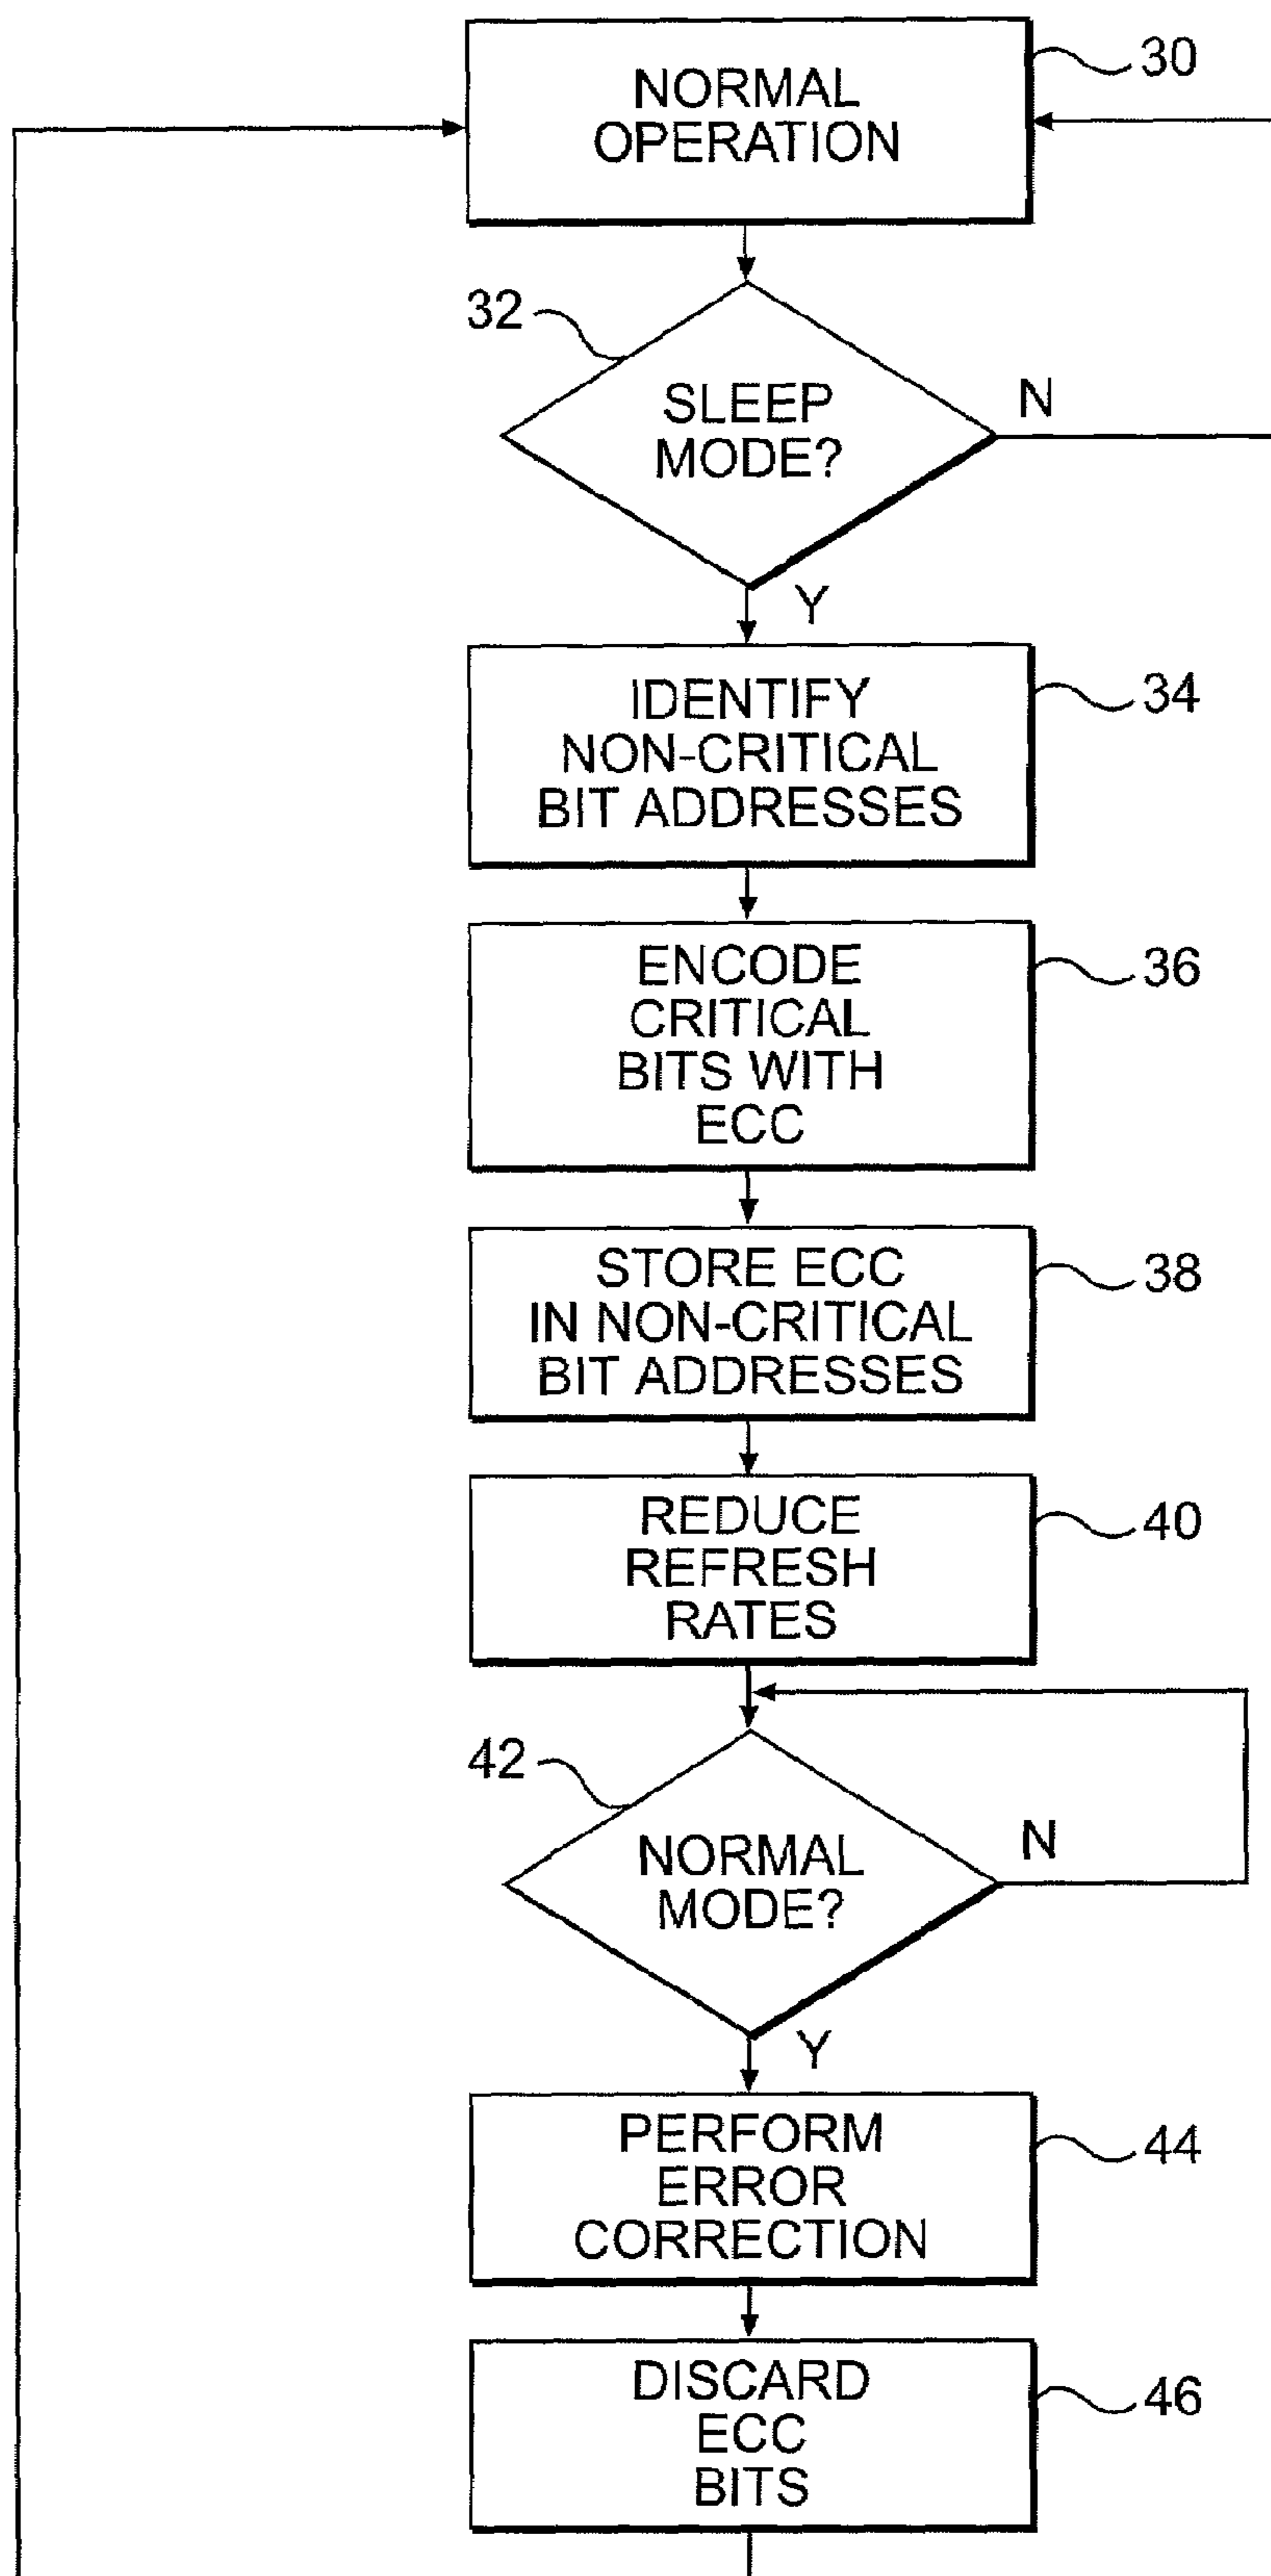 NORMAL
OPERATION
30
32
SLEEP
MODE?
N
Y
IDENTIFY
NON-CRITICAL
BIT ADDRESSES
34
ENCODE
CRITICAL
BITS WITH
ECC
36
STORE ECC
IN NON-CRITICAL
BIT ADDRESSES
38
REDUCE
REFRESH
RATES
40
42
NORMAL
MODE?
N
Y
PERFORM
ERROR
CORRECTION
44
DISCARD
ECC
BITS
46